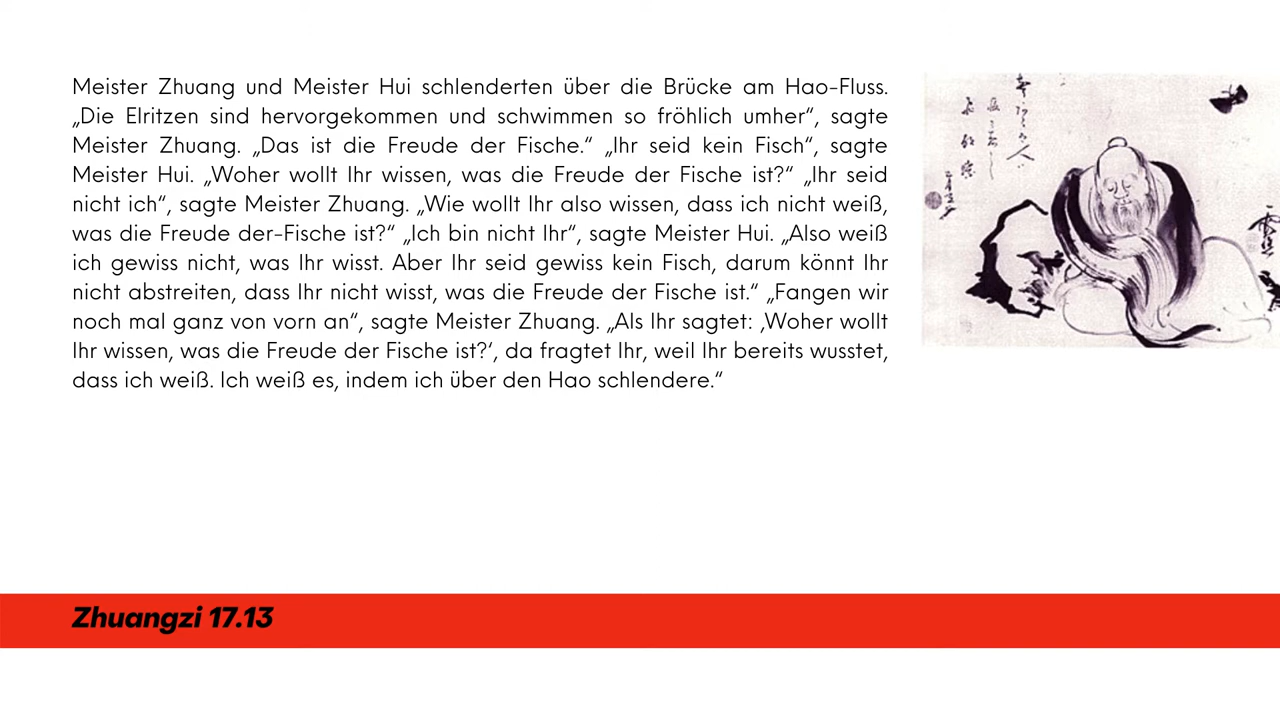 Meister Zhuang und Meister Hui schlenderten über die Brücke am Hao-Fluss.
„Die Elritzen sind hervorgekommen und schwimmen so fröhlich umher“, sagte
Meister Zhuang. „Das ist die Freude der Fische.“ „Ihr seid kein Fisch“, sagte
Meister Hui. „Woher wollt Ihr wissen, was die Freude der Fische ist?“ „Ihr seid
nicht ich“, sagte Meister Zhuang. „Wie wollt Ihr also wissen, dass ich nicht weiß,
was die Freude der-Fische ist?“ „Ich bin nicht Ihr“, sagte Meister Hui. „Also weiß
ich gewiss nicht, was Ihr wisst. Aber Ihr seid gewiss kein Fisch, darum könnt Ihr
nicht abstreiten, dass Ihr nicht wisst, was die Freude der Fische ist.“ „Fangen wir
noch mal ganz von vorn an“, sagte Meister Zhuang. „Als Ihr sagtet: ‚Woher wollt
Ihr wissen, was die Freude der Fische ist?‘, da fragtet Ihr, weil Ihr bereits wusstet,
dass ich weiß. Ich weiß es, indem ich über den Hao schlendere.“
Zhuangzi 17.13